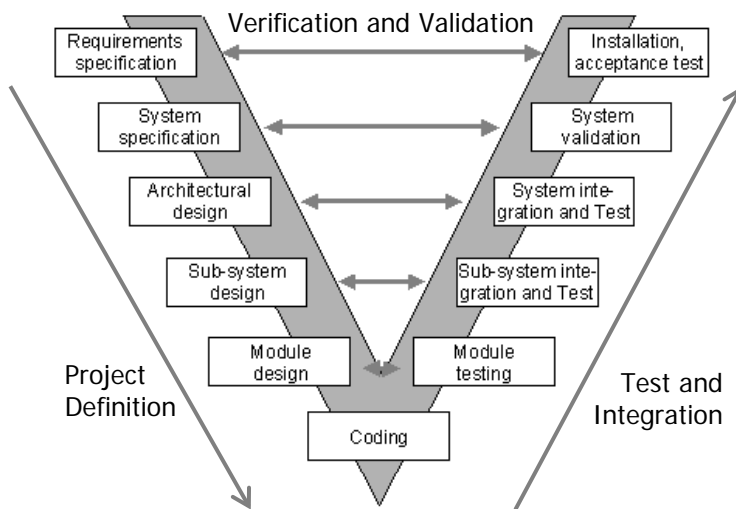 Verification and Validation
Requirements
specification
Installation,
acceptance test
System
specification
System
validation
Architectural
design
System inte-
gration and Test
Sub-system
design
Sub-system inte-
gration and Test
Module
design
Module
testing
Project
Definition
Test and
Integration
Coding